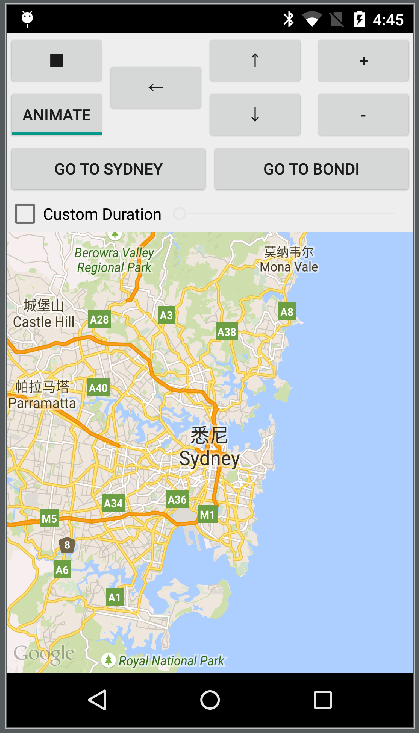 4:45
■
←
↑
+
ANIMATE
↓
-
GO TO SYDNEY
GO TO BONDI
Custom Duration
Berowra Valley
Regional Park
莫纳韦尔
Mona Vale
城堡山
Castle Hill
A28
A3
A38
A8
帕拉马塔
Parramatta
A40
悉尼
Sydney
A34
A36
M5
M1
8
A6
A1
Google
Royal National Park